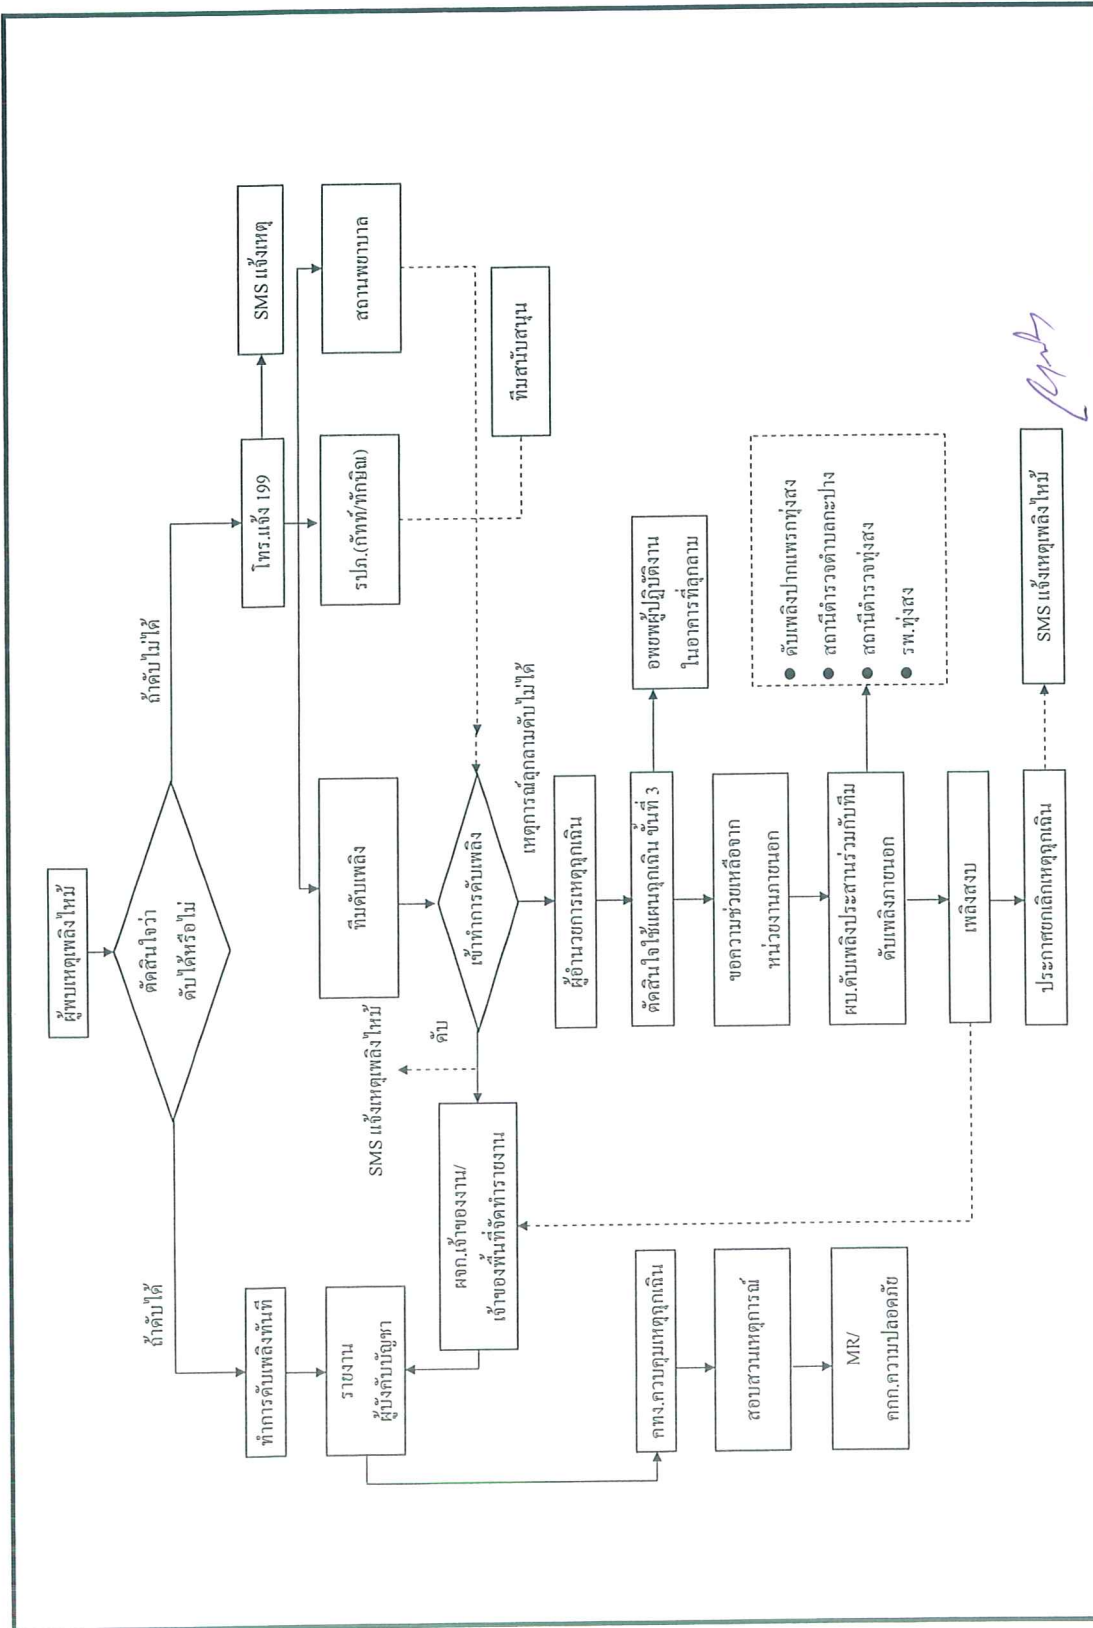 ผู้พบเหตุเพลิงไหม้
ตัดสินใจว่า
ดับได้หรือไม่
ถ้าดับได้
ถ้าดับไม่ได้
ทำการดับเพลิงทันที
โทร.แจ้ง 199
SMS แจ้งเหตุ
รายงาน
ผู้บังคับบัญชา
ทีมดับเพลิง
รปภ.(ภัทท์/ทักษิณ)
สถานพยาบาล
SMS แจ้งเหตุเพลิงไหม้
ดับ
ผจก.เจ้าของงาน/
เจ้าของพื้นที่จัดทำรายงาน
เข้าทำการดับเพลิง
เหตุการณ์ลุกลามดับไม่ได้
ทีมสนับสนุน
ผู้อำนวยการเหตุฉุกเฉิน
คทง.ควบคุมเหตุฉุกเฉิน
ตัดสินใจใช้แผนฉุกเฉิน ขั้นที่ 3
อพยพผู้ปฏิบัติงาน
ในอาการที่ลุกลาม
สอบสวนเหตุการณ์
ขอความช่วยเหลือจาก
หน่วยงานภายนอก
MR/
คกก.ความปลอดภัย
ผบ.ดับเพลิงประสานร่วมกับทีม
ดับเพลิงภายนอก
● ดับเพลิงปากแพรกทุ่งสง
● สถานีตำรวจตำบลกะปาง
● สถานีตำรวจทุ่งสง
● รพ.ทุ่งสง
เพลิงสงบ
ประกาศยกเลิกเหตุฉุกเฉิน
SMS แจ้งเหตุเพลิงไหม้